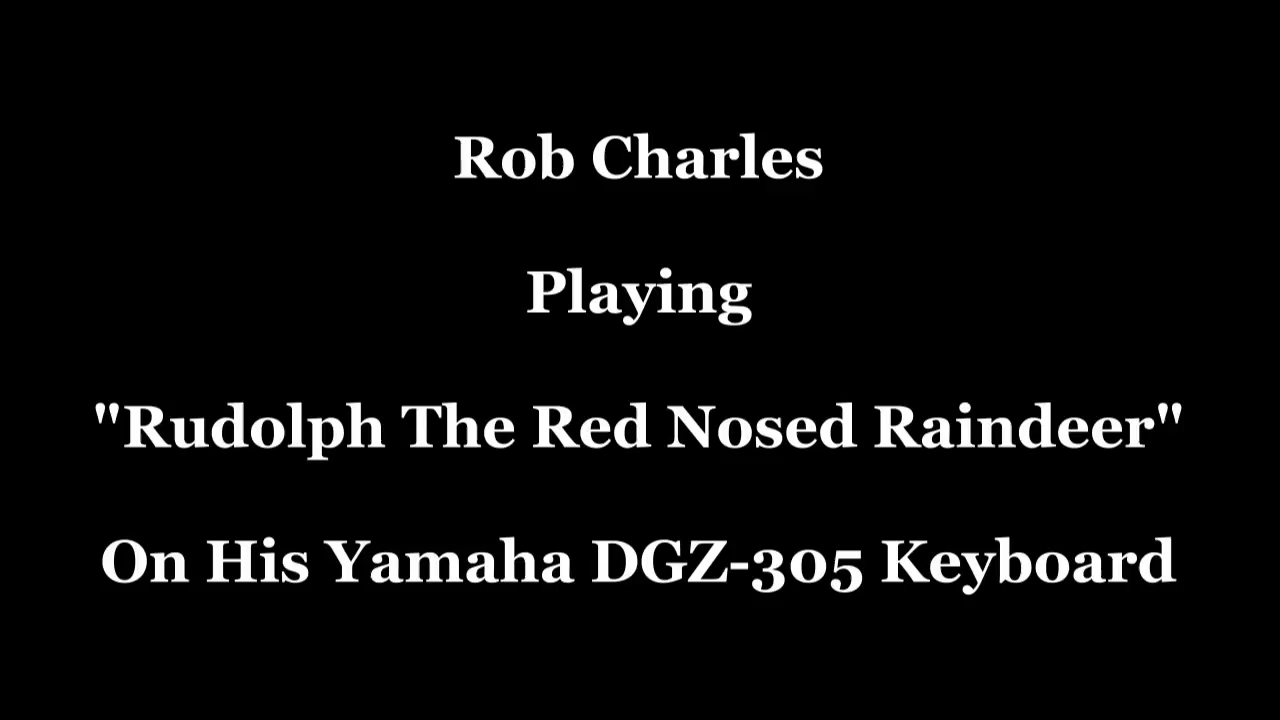 Rob Charles
Playing
"Rudolph The Red Nosed Raindeer"
On His Yamaha DGZ-305 Keyboard